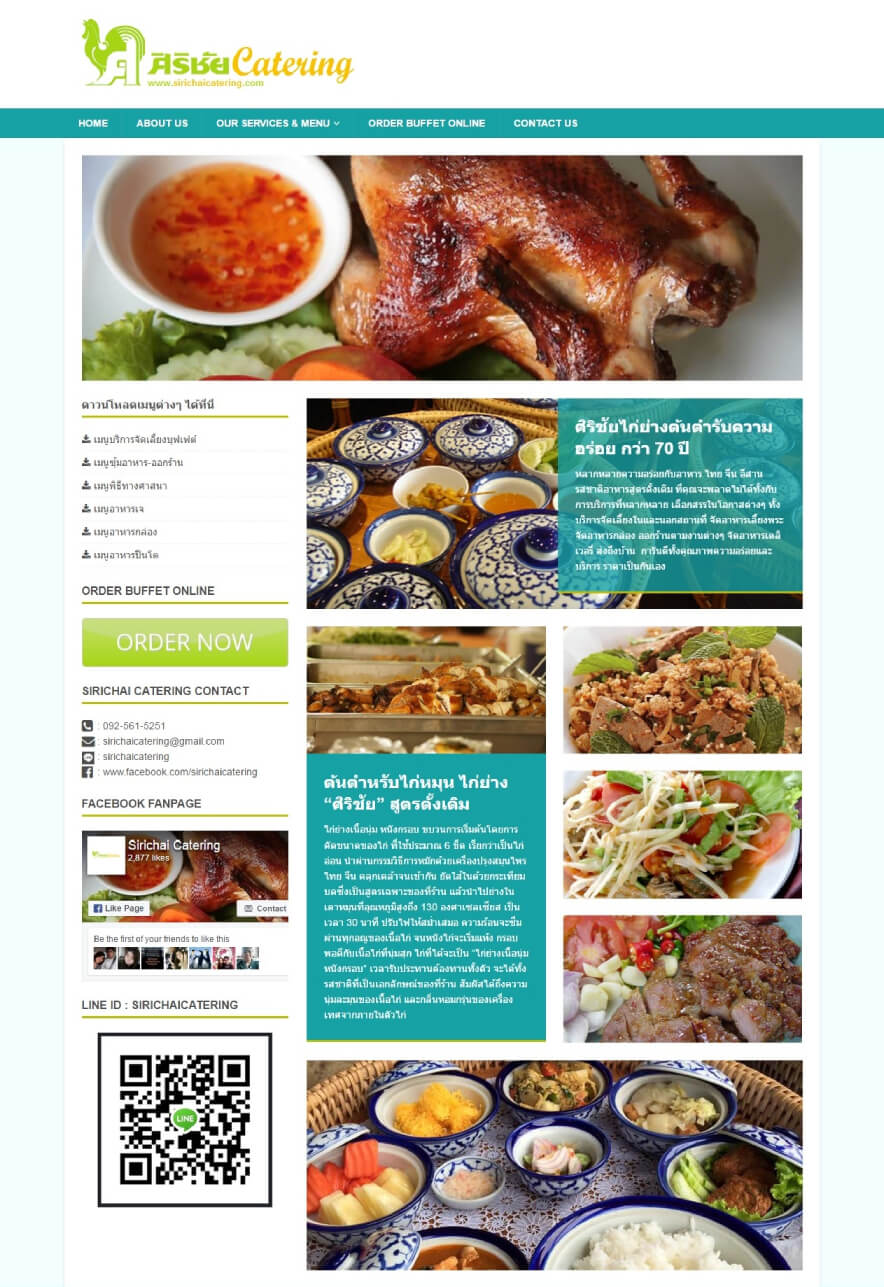 ศิริชัยCatering
www.sirichaicatering.com
HOME
ABOUT US
OUR SERVICES & MENU
ORDER BUFFET ONLINE
CONTACT US
ดาวน์โหลดเมนูต่างๆ ได้ที่นี่
เมนูบริการจัดเลี้ยงบุฟเฟ่ต์
เมนูซุ้มอาหาร-ออกร้าน
เมนูพิธีทางศาสนา
เมนูอาหารเจ
เมนูอาหารกล่อง
เมนูอาหารปิ่นโต
ORDER BUFFET ONLINE
ORDER NOW
SIRICHAI CATERING CONTACT
: 092-561-5251
: sirichaicatering@gmail.com
: sirichaicatering
: www.facebook.com/sirichaicatering
FACEBOOK FANPAGE
Sirichai Catering
2,877 likes
Like Page
Contact
Be the first of your friends to like this
LINE ID : SIRICHAICATERING
LINE
ศิริชัยไก่ย่างต้นตำรับความ
อร่อย กว่า 70 ปี
หลากหลายความอร่อยกับอาหาร ไทย จีน อีสาน
รสชาติอาหารสูตรดั้งเดิม ที่คุณจะพลาดไม่ได้ทั้งกับ
การบริการที่หลากหลาย เลือกสรรในโอกาสต่างๆ ทั้ง
บริการจัดเลี้ยงในและนอกสถานที่ จัดอาหารเลี้ยงพระ
จัดอาหารกล่อง ออกร้านตามงานต่างๆ จัดอาหารเดลิ
เวอรี่ ส่งถึงบ้าน การันตีทั้งคุณภาพความอร่อยและ
บริการ ราคาเป็นกันเอง
ต้นตำหรับไก่หมุน ไก่ย่าง
“ศิริชัย” สูตรดั้งเดิม
ไก่ย่างเนื้อนุ่ม หนังกรอบ ขบวนการเริ่มต้นโดยการ
คัดขนาดของไก่ ที่ใช้ประมาณ 6 ขีด เรียกว่าเป็นไก่
อ่อน นำผ่านกรรมวิธีการหมักด้วยเครื่องปรุงสมุนไพร
ไทย จีน คลุกเคล้าจนเข้ากัน ยัดไส้ในด้วยกระเทียม
บดซึ่งเป็นสูตรเฉพาะของที่ร้าน แล้วนำไปย่างใน
เตาหมุนที่อุณหภูมิสูงถึง 130 องศาเซลเซียส เป็น
เวลา 30 นาที ปรับไฟให้สม่ำเสมอ ความร้อนจะซึม
ผ่านทุกอณูของเนื้อไก่ จนหนังไก่จะเริ่มแห้ง กรอบ
พอดีกับเนื้อไก่ที่นุ่มสุก ไก่ที่ได้จะเป็น “ไก่ย่างเนื้อนุ่ม
หนังกรอบ” เวลารับประทานต้องทานทั้งตัว จะได้ทั้ง
รสชาติที่เป็นเอกลักษณ์ของที่ร้าน สัมผัสได้ถึงความ
นุ่มละมุนของเนื้อไก่ และกลิ่นหอมกรุ่นของเครื่อง
เทศจากภายในตัวไก่